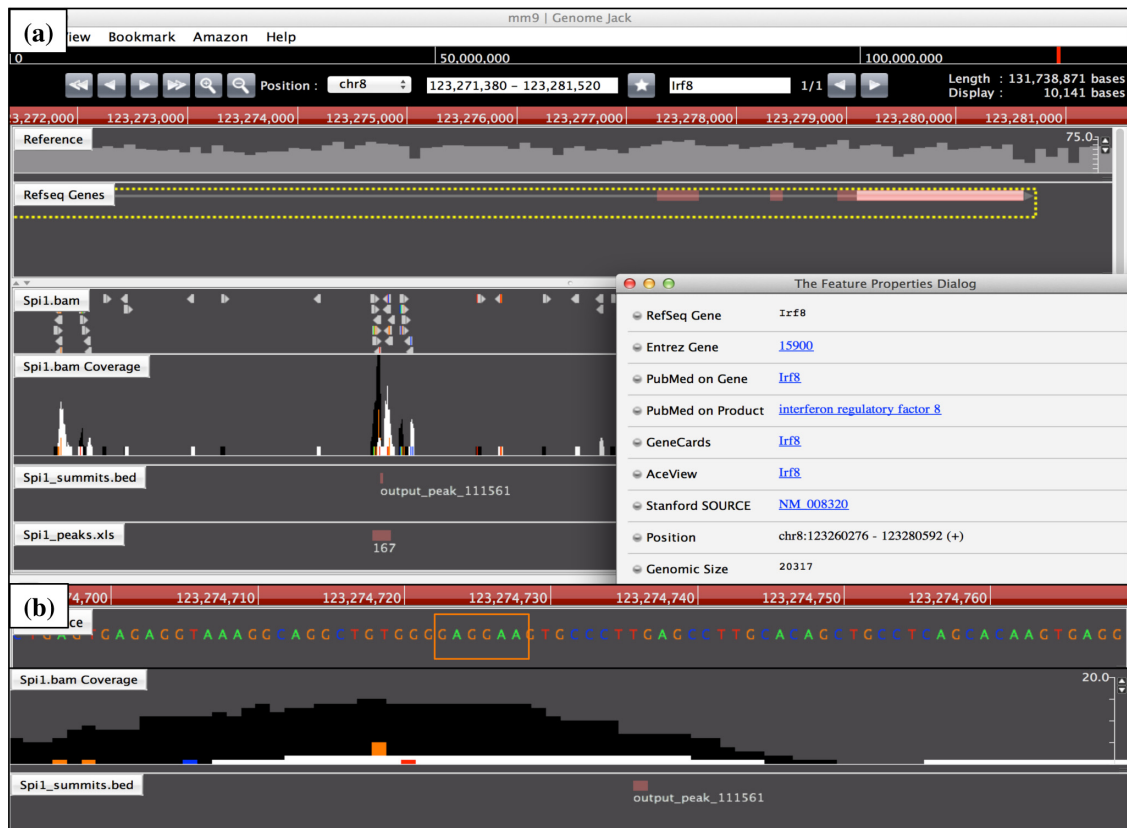 (a)
mm9 | Genome Jack
View Bookmark Amazon Help
0 50,000,000 100,000,000
Position : chr8 123,271,380 – 123,281,520 Irf8 1/1 Length : 131,738,871 bases
Display : 10,141 bases
3,272,000 123,273,000 123,274,000 123,275,000 123,276,000 123,277,000 123,278,000 123,279,000 123,280,000 123,281,000
Reference 75.0
Refseq Genes
Spi1.bam
Spi1.bam Coverage
Spi1_summits.bed
output_peak_111561
Spi1_peaks.xls
167
The Feature Properties Dialog
RefSeq Gene Irf8
Entrez Gene 15900
PubMed on Gene Irf8
PubMed on Product interferon regulatory factor 8
GeneCards Irf8
AceView Irf8
Stanford SOURCE NM_008320
Position chr8:123260276 - 123280592 (+)
Genomic Size 20317
(b)
74,700 123,274,710 123,274,720 123,274,730 123,274,740 123,274,750 123,274,760
nce
C T G A G T G A G A G G T A A A G G C A G G C T G T G G G G A G G A A G T G C C C T T G A G C C T T G C A C A G C T G C C T C A G C A C A A G T G A G G
Spi1.bam Coverage 20.0
Spi1_summits.bed
output_peak_111561